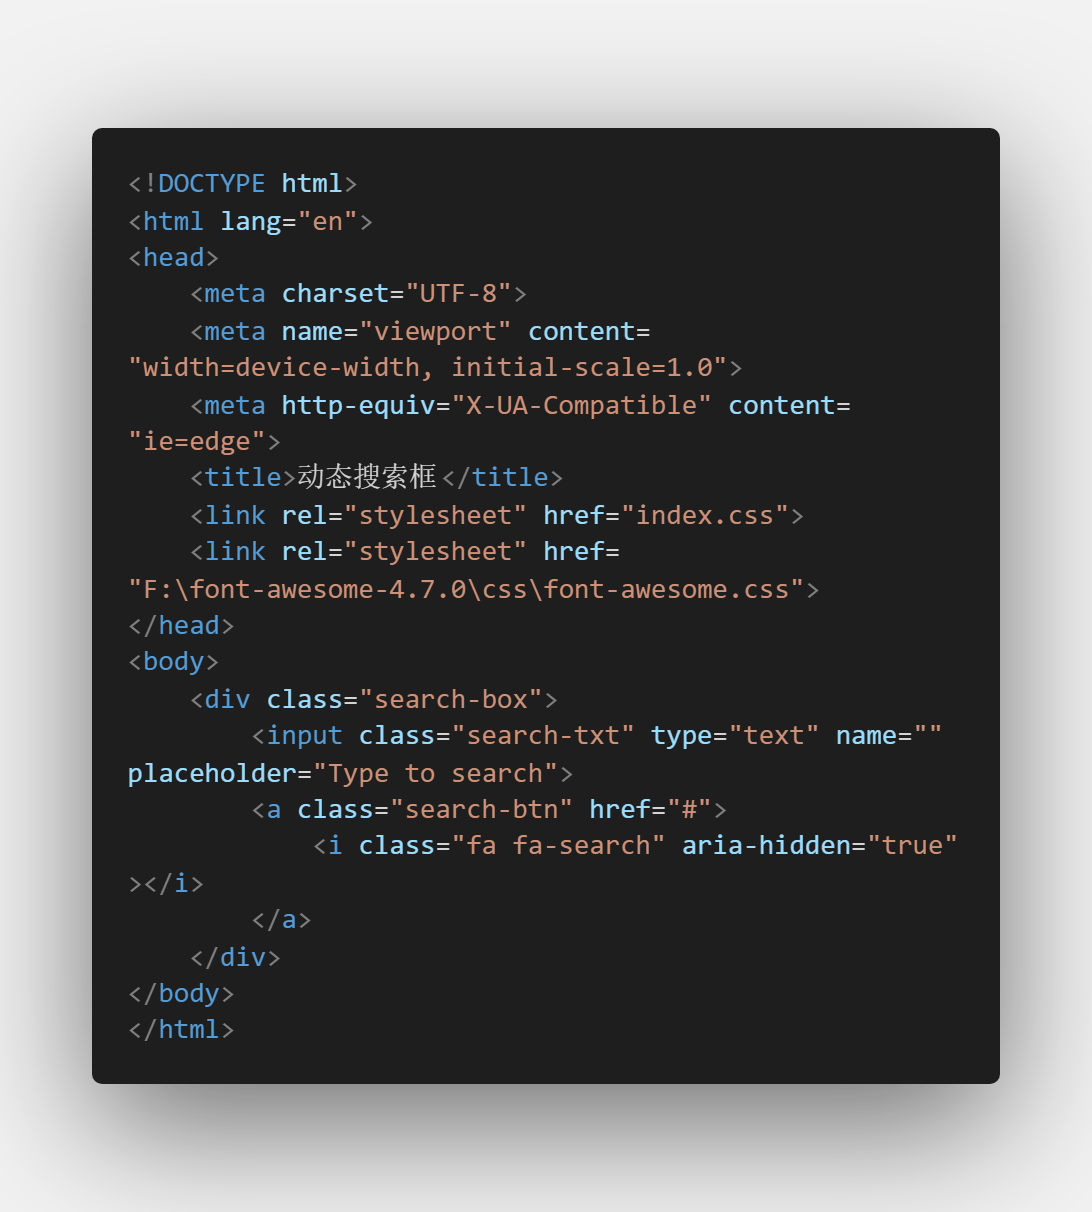 <!DOCTYPE html>
<html lang="en">
<head>
    <meta charset="UTF-8">
    <meta name="viewport" content=
"width=device-width, initial-scale=1.0">
    <meta http-equiv="X-UA-Compatible" content=
"ie=edge">
    <title>动态搜索框</title>
    <link rel="stylesheet" href="index.css">
    <link rel="stylesheet" href=
"F:\font-awesome-4.7.0\css\font-awesome.css">
</head>
<body>
    <div class="search-box">
        <input class="search-txt" type="text" name=""
placeholder="Type to search">
        <a class="search-btn" href="#">
            <i class="fa fa-search" aria-hidden="true"
></i>
        </a>
    </div>
</body>
</html>